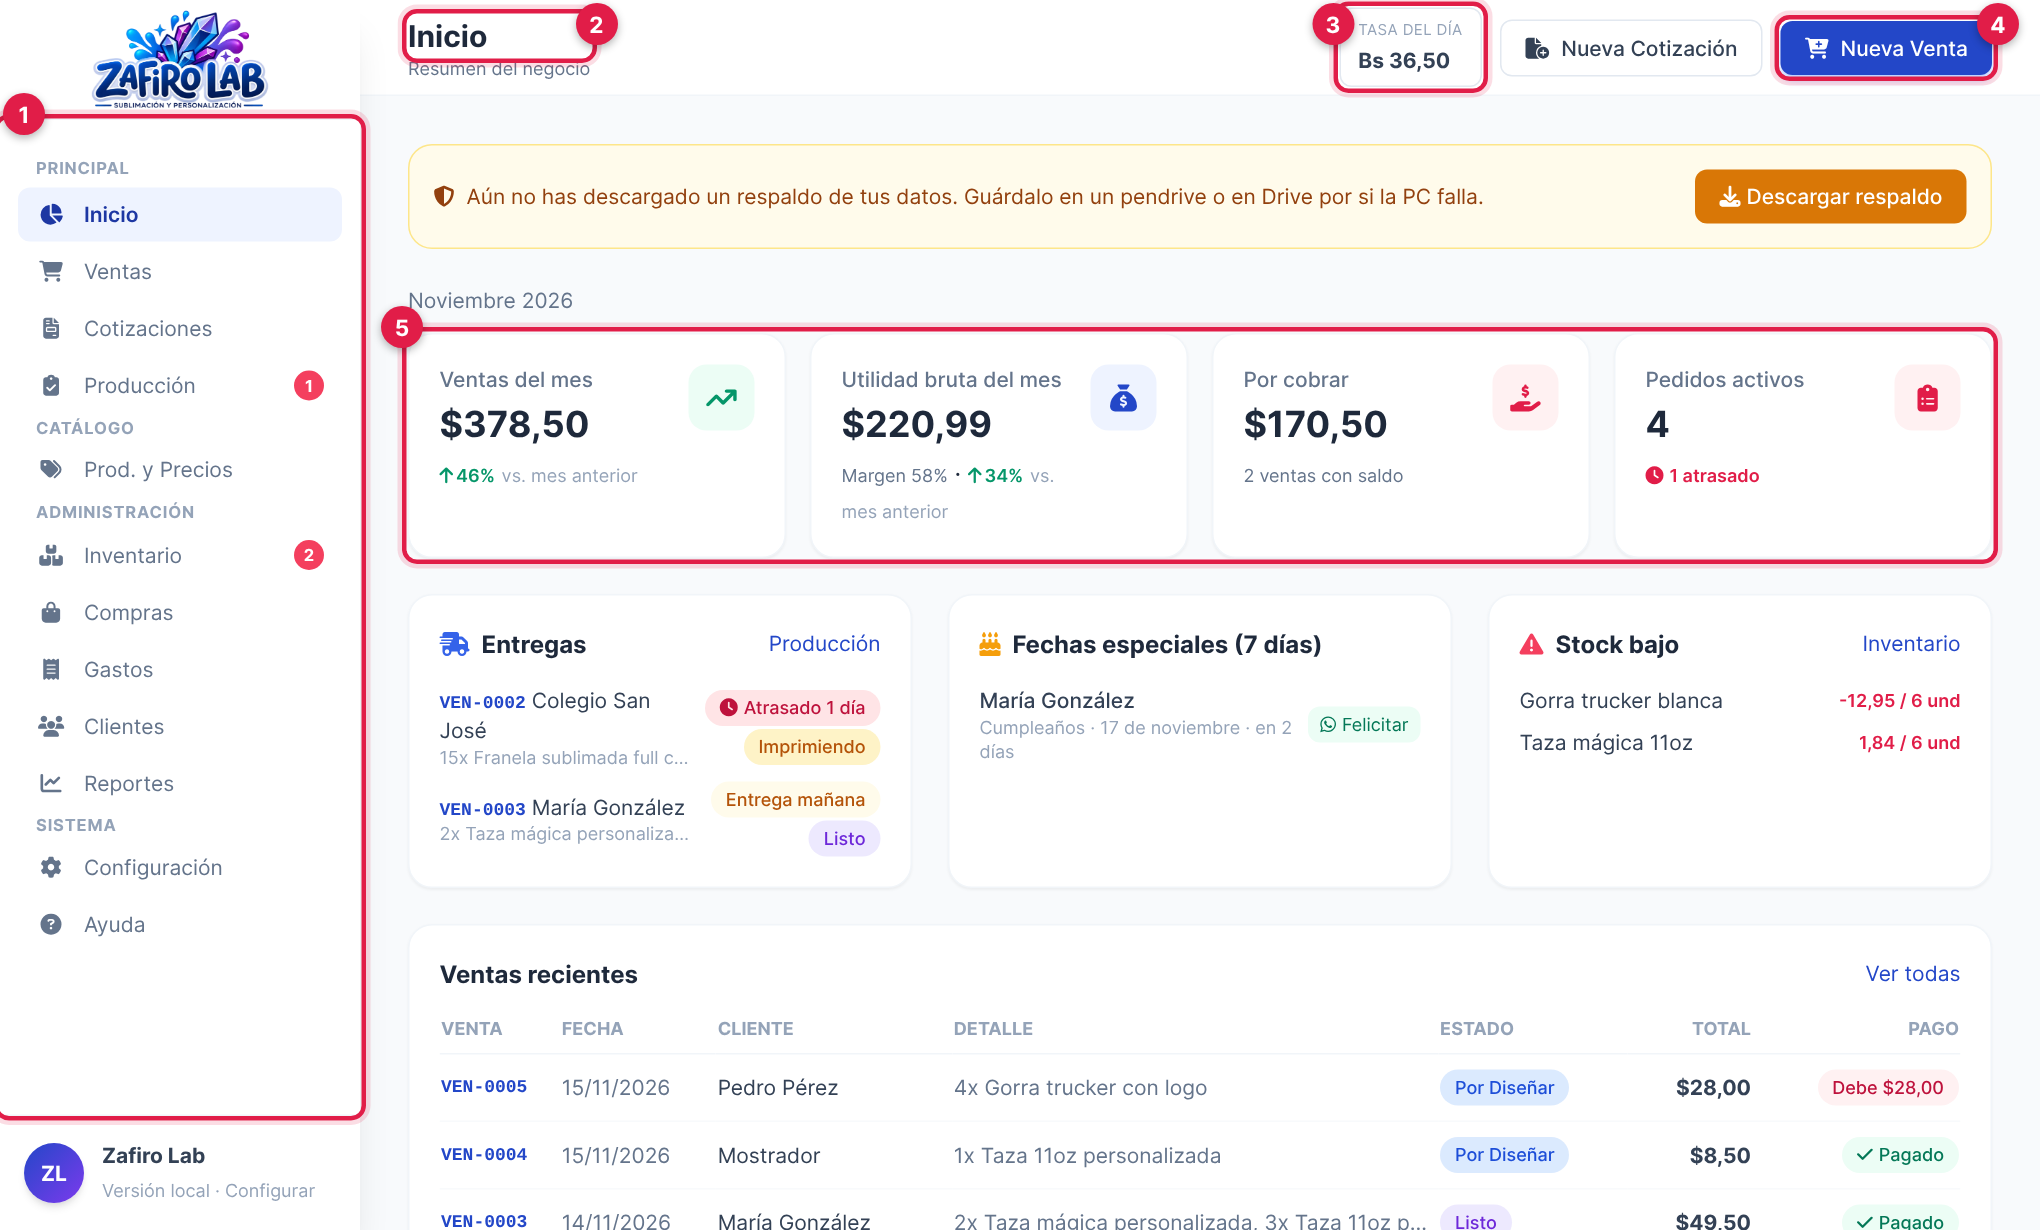 ZAFIRO LAB
SUBLIMACIÓN Y PERSONALIZACIÓN
1
PRINCIPAL
Inicio
Ventas
Cotizaciones
Producción 1
CATÁLOGO
Prod. y Precios
ADMINISTRACIÓN
Inventario 2
Compras
Gastos
Clientes
Reportes
SISTEMA
Configuración
Ayuda
ZL
Zafiro Lab
Versión local · Configurar
Inicio 2
Resumen del negocio
3 TASA DEL DÍA
Bs 36,50
Nueva Cotización
Nueva Venta 4
Aún no has descargado un respaldo de tus datos. Guárdalo en un pendrive o en Drive por si la PC falla.
Descargar respaldo
Noviembre 2026
5
Ventas del mes
$378,50
46% vs. mes anterior
Utilidad bruta del mes
$220,99
Margen 58% · 34% vs.
mes anterior
Por cobrar
$170,50
2 ventas con saldo
Pedidos activos
4
1 atrasado
Entregas Producción
VEN-0002 Colegio San
José
15x Franela sublimada full c...
Atrasado 1 día
Imprimiendo
VEN-0003 María González
2x Taza mágica personaliza...
Entrega mañana
Listo
Fechas especiales (7 días)
María González
Cumpleaños · 17 de noviembre · en 2
días
Felicitar
Stock bajo Inventario
Gorra trucker blanca -12,95 / 6 und
Taza mágica 11oz 1,84 / 6 und
Ventas recientes Ver todas
VENTA FECHA CLIENTE DETALLE ESTADO TOTAL PAGO
VEN-0005 15/11/2026 Pedro Pérez 4x Gorra trucker con logo Por Diseñar $28,00 Debe $28,00
VEN-0004 15/11/2026 Mostrador 1x Taza 11oz personalizada Por Diseñar $8,50 Pagado
VEN-0003 14/11/2026 María González 2x Taza mágica personalizada, 3x Taza 11oz p... Listo $49,50 Pagado